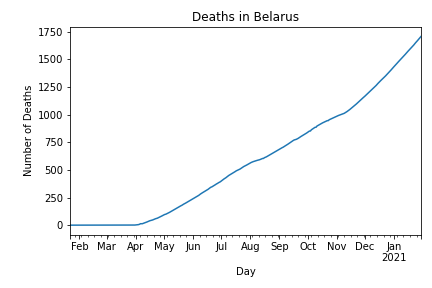 Deaths in Belarus
Number of Deaths
1750
1500
1250
1000
750
500
250
0
Feb Mar Apr May Jun Jul Aug Sep Oct Nov Dec Jan
2021
Day